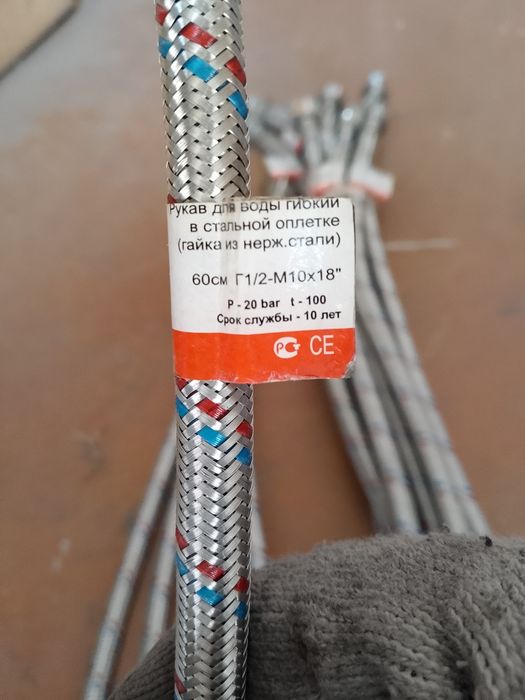 Рукав для воды гибкий
в стальной оплетке
(гайка из нерж.стали)
60см Г1/2-М10х18"
Р - 20 bar t - 100
Срок службы - 10 лет
РСТ CE